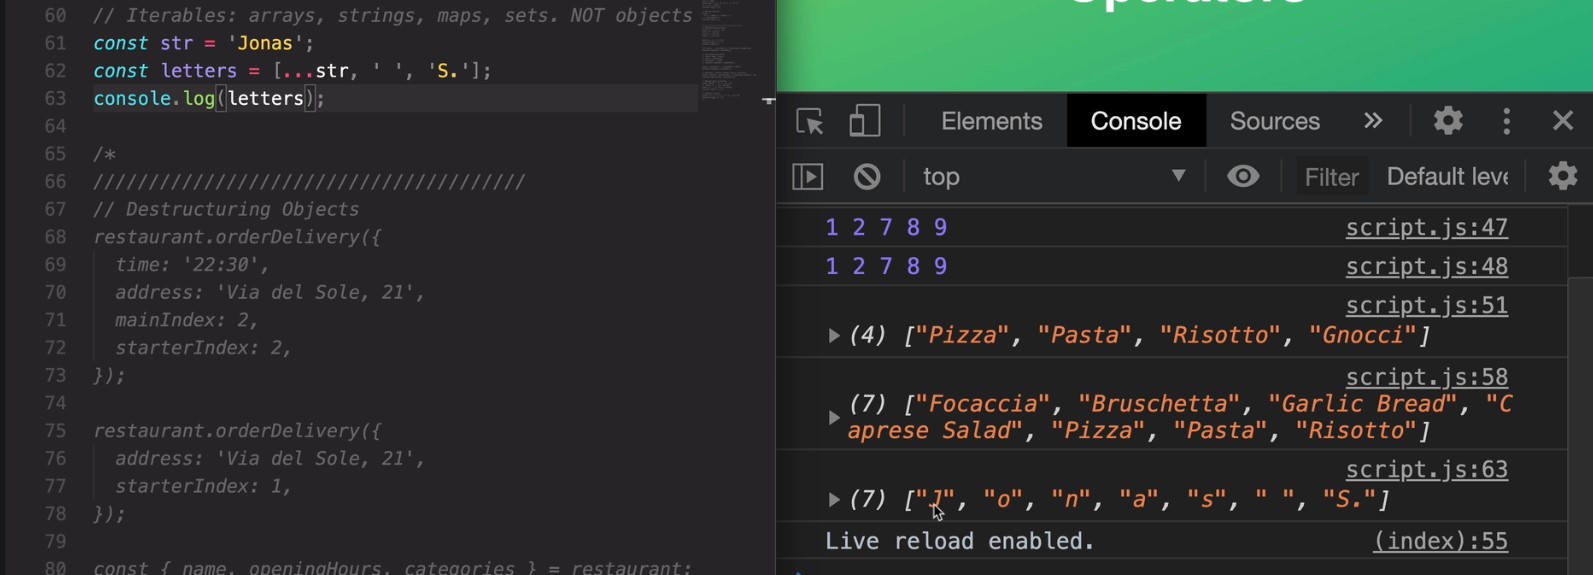 Operators
60 // Iterables: arrays, strings, maps, sets. NOT objects
61 const str = 'Jonas';
62 const letters = [...str, ' ', 'S.'];
63 console.log(letters);
64
65 /*
66 ///////////////////////////////////////
67 // Destructuring Objects
68 restaurant.orderDelivery({
69 time: '22:30',
70 address: 'Via del Sole, 21',
71 mainIndex: 2,
72 starterIndex: 2,
73 });
74
75 restaurant.orderDelivery({
76 address: 'Via del Sole, 21',
77 starterIndex: 1,
78 });
79
80 const { name, openingHours, categories } = restaurant;
Elements Console Sources »
top Filter Default leve
1 2 7 8 9 script.js:47
1 2 7 8 9 script.js:48
script.js:51
(4) ["Pizza", "Pasta", "Risotto", "Gnocci"]
script.js:58
(7) ["Focaccia", "Bruschetta", "Garlic Bread", "C
aprese Salad", "Pizza", "Pasta", "Risotto"]
script.js:63
(7) ["J", "o", "n", "a", "s", " ", "S."]
Live reload enabled. (index):55